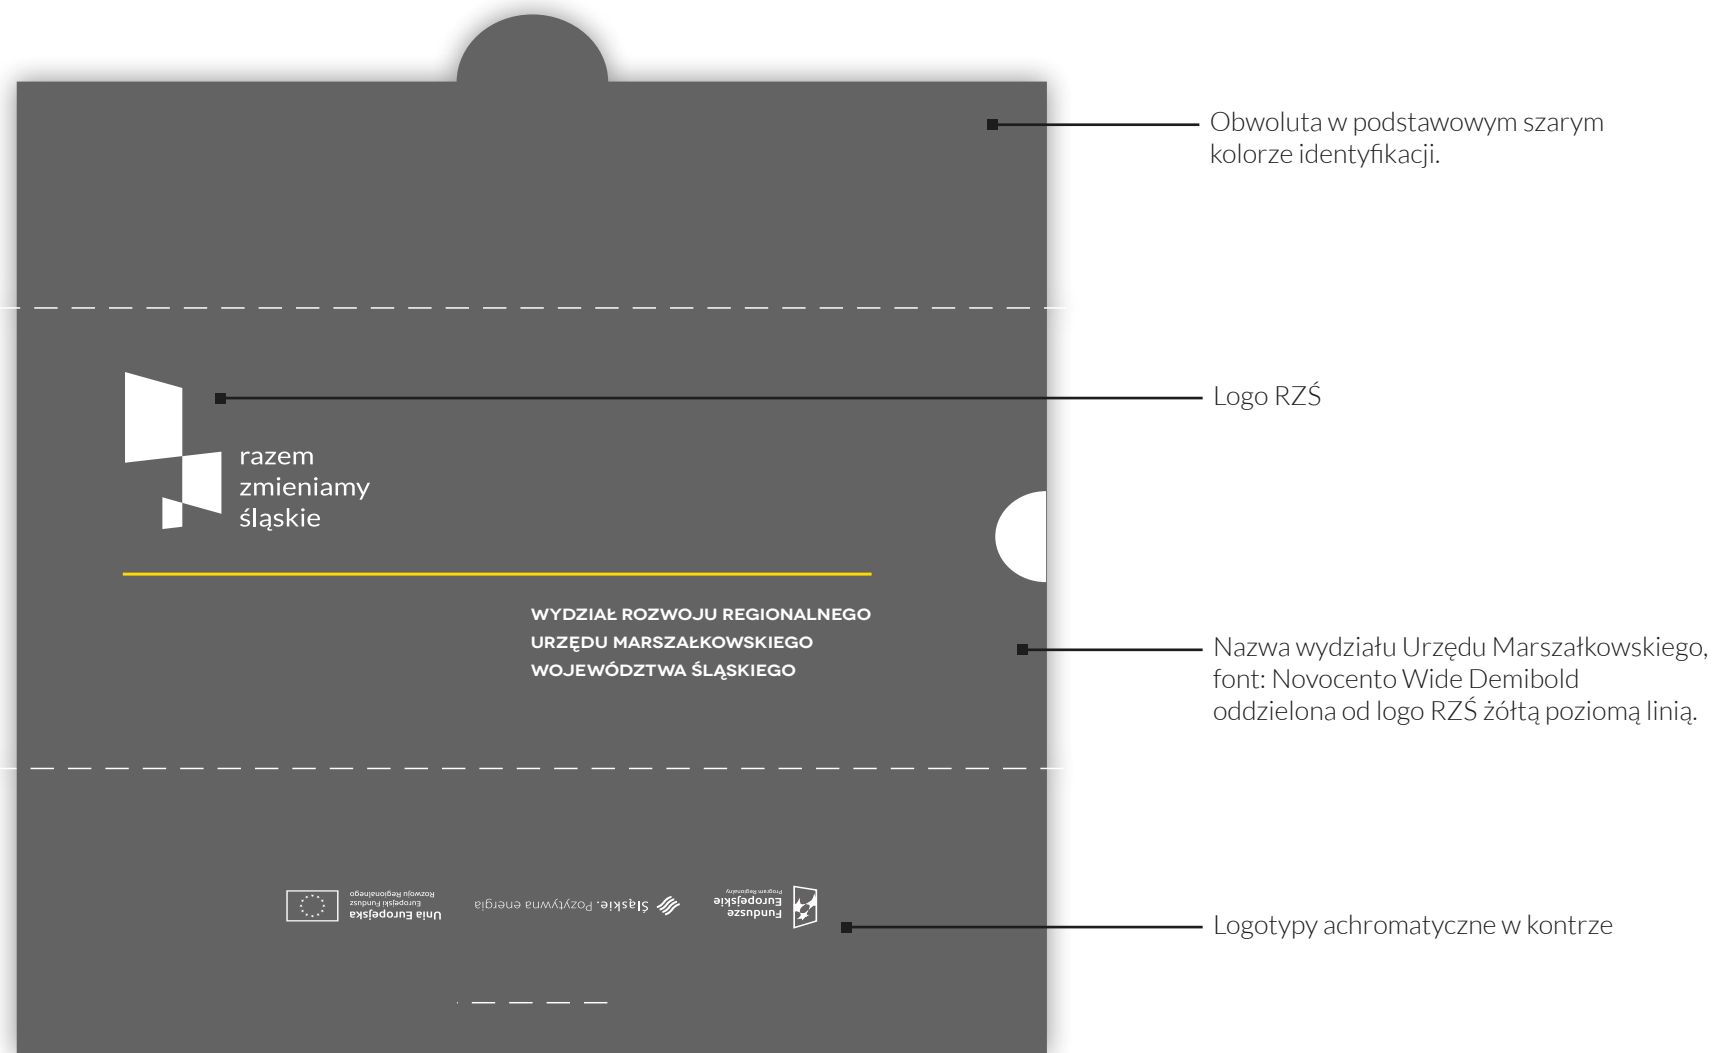 Obwoluta w podstawowym szarym
kolorze identyfikacji.
Logo RZŚ
razem
zmieniamy
śląskie
WYDZIAŁ ROZWOJU REGIONALNEGO
URZĘDU MARSZAŁKOWSKIEGO
WOJEWÓDZTWA ŚLĄSKIEGO
Nazwa wydziału Urzędu Marszałkowskiego,
font: Novocento Wide Demibold
oddzielona od logo RZŚ żółtą poziomą linią.
Fundusze
Europejskie
Program Regionalny
Śląskie. Pozytywna energia
Unia Europejska
Europejski Fundusz
Rozwoju Regionalnego
Logotypy achromatyczne w kontrze